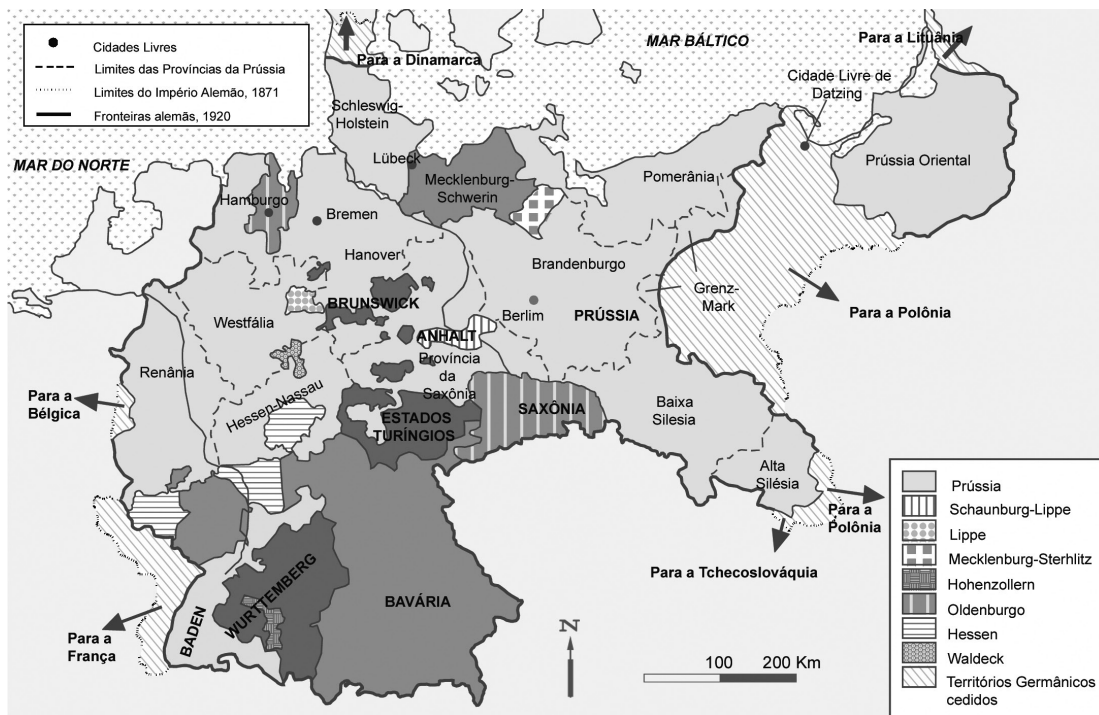 Cidades Livres
Limites das Províncias da Prússia
Limites do Império Alemão, 1871
Fronteiras alemãs, 1920
Para a Dinamarca
MAR BÁLTICO
Para a Lituânia
Cidade Livre de
Datzing
Schleswig-
Holstein
MAR DO NORTE
Lübeck
Prússia Oriental
Mecklenburg-
Schwerin
Pomerânia
Hamburgo
Bremen
Hanover
Brandenburgo
Grenz-
Mark
BRUNSWICK
Berlim
PRÚSSIA
Para a Polônia
Westfália
ANHALT
Renânia
Província
da
Saxônia
Para a
Bélgica
Hessen-Nassau
ESTADOS
TURÍNGIOS
SAXÔNIA
Baixa
Silesia
Alta
Silésia
Para a
Polônia
Para a Tchecoslováquia
WURTTEMBERG
BAVÁRIA
BADEN
Para a
França
N
100 200 Km
Prússia
Schaunburg-Lippe
Lippe
Mecklenburg-Sterhlitz
Hohenzollern
Oldenburgo
Hessen
Waldeck
Territórios Germânicos
cedidos